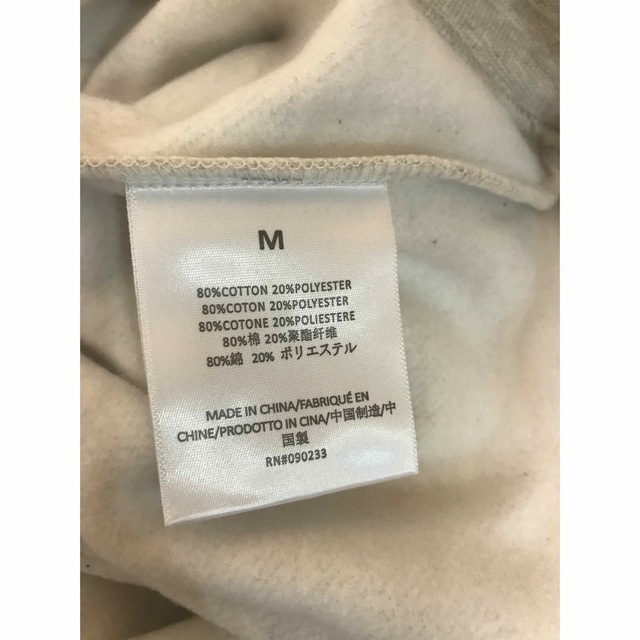 M
80%COTTON 20%POLYESTER
80%COTON 20%POLYESTER
80%COTONE 20%POLIESTERE
80%棉 20%聚酯纤维
80%綿 20% ポリエステル
MADE IN CHINA/FABRIQUÉ EN
CHINE/PRODOTTO IN CINA/中国制造/中
国製
RN#090233